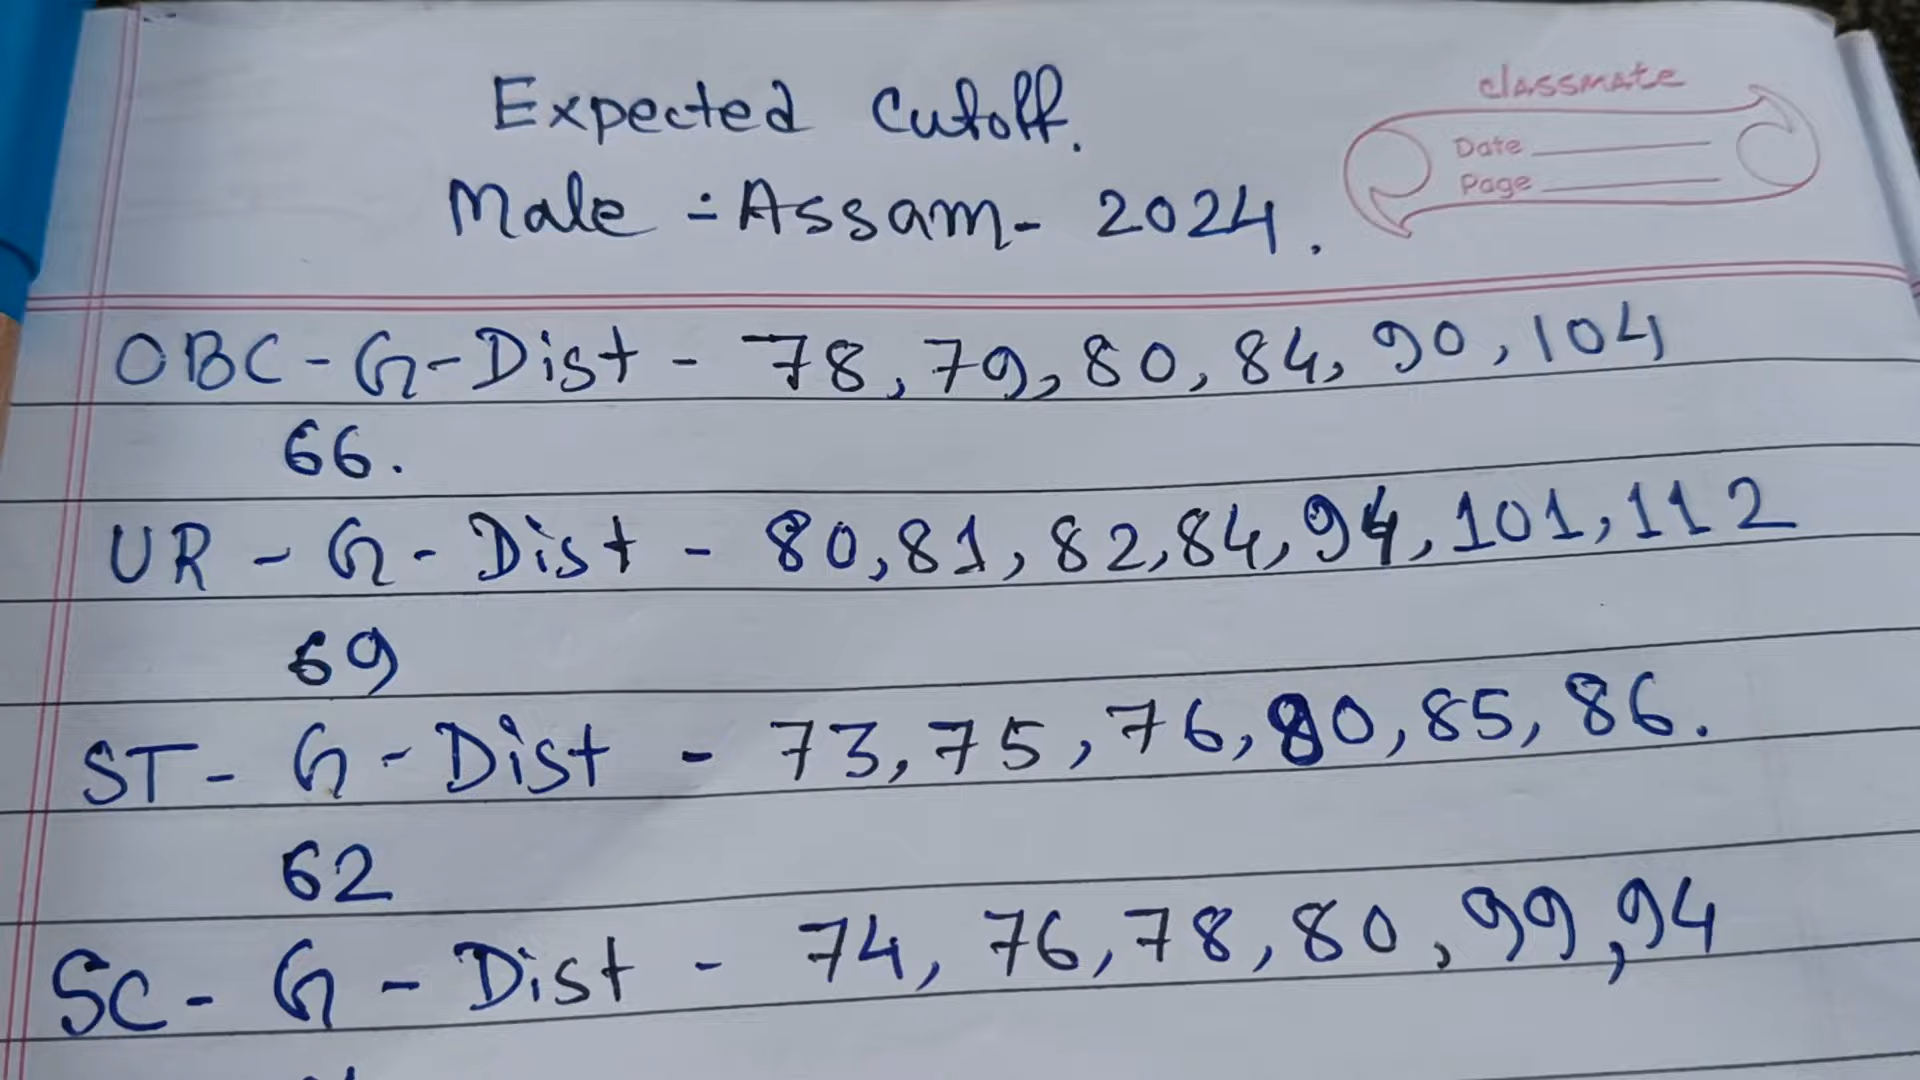 Expected Cutoff.
classmate
Date
Page
Male :- Assam - 2024.
OBC - G - Dist - 78, 79, 80, 84, 90, 104
66.
UR - G - Dist - 80, 81, 82, 84, 94, 101, 112
69
ST - G - Dist - 73, 75, 76, 80, 85, 86.
62
SC - G - Dist - 74, 76, 78, 80, 99, 94